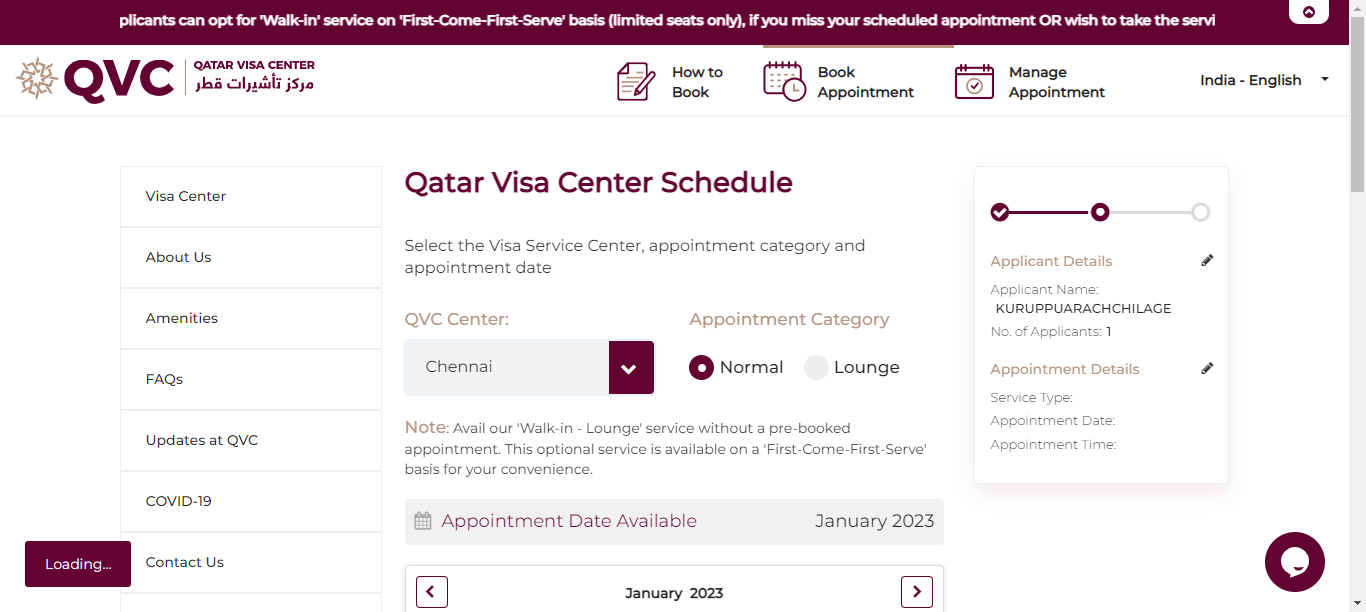 plicants can opt for 'Walk-in' service on 'First-Come-First-Serve' basis (limited seats only), if you miss your scheduled appointment OR wish to take the servi
QVC
QATAR VISA CENTER
مركز تأشيرات قطر
How to
Book
Book
Appointment
Manage
Appointment
India - English
Visa Center
About Us
Amenities
FAQs
Updates at QVC
COVID-19
Contact Us
Loading...
Qatar Visa Center Schedule
Select the Visa Service Center, appointment category and
appointment date
QVC Center:
Chennai
Appointment Category
Normal
Lounge
Note: Avail our 'Walk-in - Lounge' service without a pre-booked
appointment. This optional service is available on a 'First-Come-First-Serve'
basis for your convenience.
Appointment Date Available January 2023
January 2023
Applicant Details
Applicant Name:
KURUPPUARACHCHILAGE
No. of Applicants: 1
Appointment Details
Service Type:
Appointment Date:
Appointment Time: